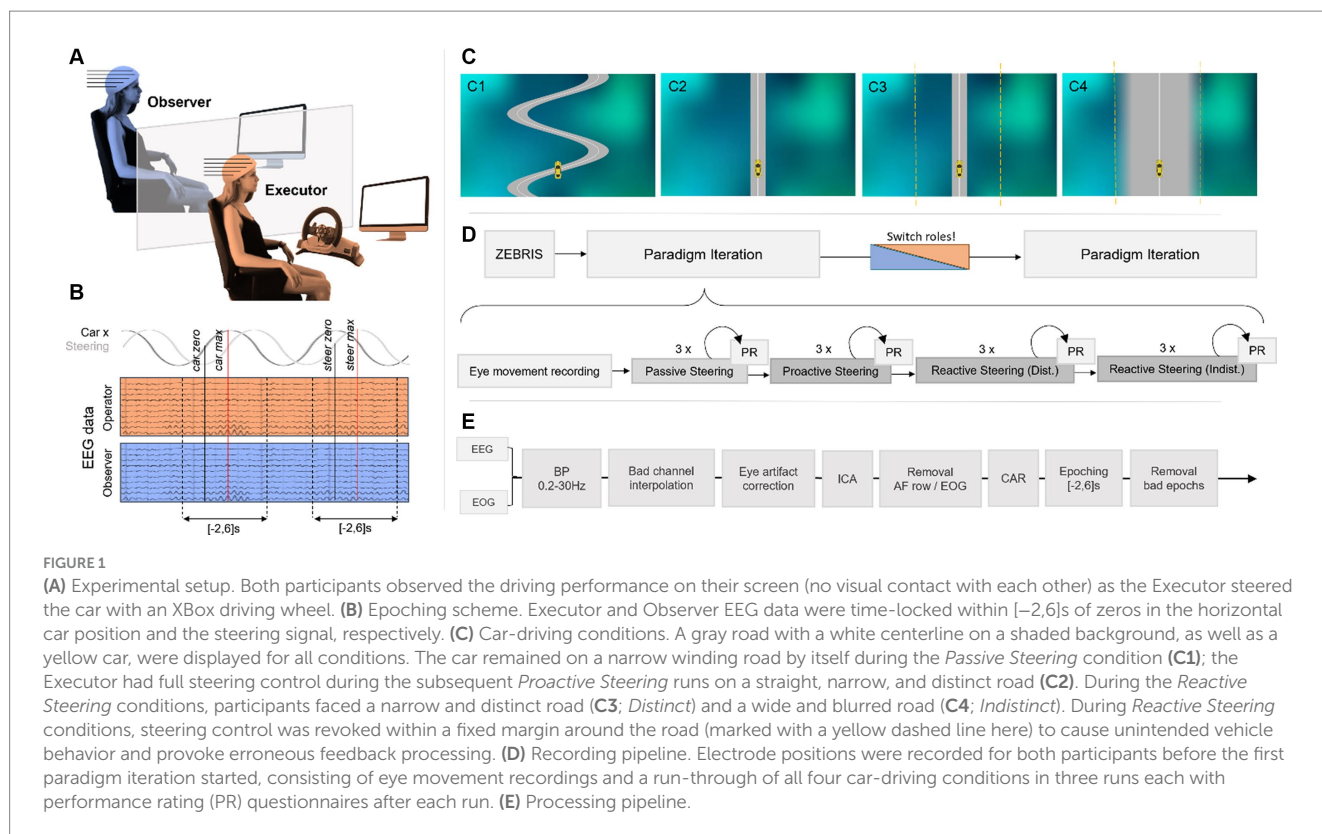 A
Observer
Executor
B
Car x
Steering
car zero
car max
steer zero
steer max
EEG data
Operator
Observer
[-2,6]s
[-2,6]s
C
C1
C2
C3
C4
D
ZEBRIS
Paradigm Iteration
Switch roles!
Paradigm Iteration
Eye movement recording
3 x
PR
Passive Steering
3 x
PR
Proactive Steering
3 x
PR
Reactive Steering (Dist.)
3 x
PR
Reactive Steering (Indist.)
E
EEG
EOG
BP
0.2-30Hz
Bad channel
interpolation
Eye artifact
correction
ICA
Removal
AF row / EOG
CAR
Epoching
[-2,6]s
Removal
bad epochs
FIGURE 1
(A) Experimental setup. Both participants observed the driving performance on their screen (no visual contact with each other) as the Executor steered
the car with an XBox driving wheel. (B) Epoching scheme. Executor and Observer EEG data were time-locked within [−2,6]s of zeros in the horizontal
car position and the steering signal, respectively. (C) Car-driving conditions. A gray road with a white centerline on a shaded background, as well as a
yellow car, were displayed for all conditions. The car remained on a narrow winding road by itself during the Passive Steering condition (C1); the
Executor had full steering control during the subsequent Proactive Steering runs on a straight, narrow, and distinct road (C2). During the Reactive
Steering conditions, participants faced a narrow and distinct road (C3; Distinct) and a wide and blurred road (C4; Indistinct). During Reactive Steering
conditions, steering control was revoked within a fixed margin around the road (marked with a yellow dashed line here) to cause unintended vehicle
behavior and provoke erroneous feedback processing. (D) Recording pipeline. Electrode positions were recorded for both participants before the first
paradigm iteration started, consisting of eye movement recordings and a run-through of all four car-driving conditions in three runs each with
performance rating (PR) questionnaires after each run. (E) Processing pipeline.